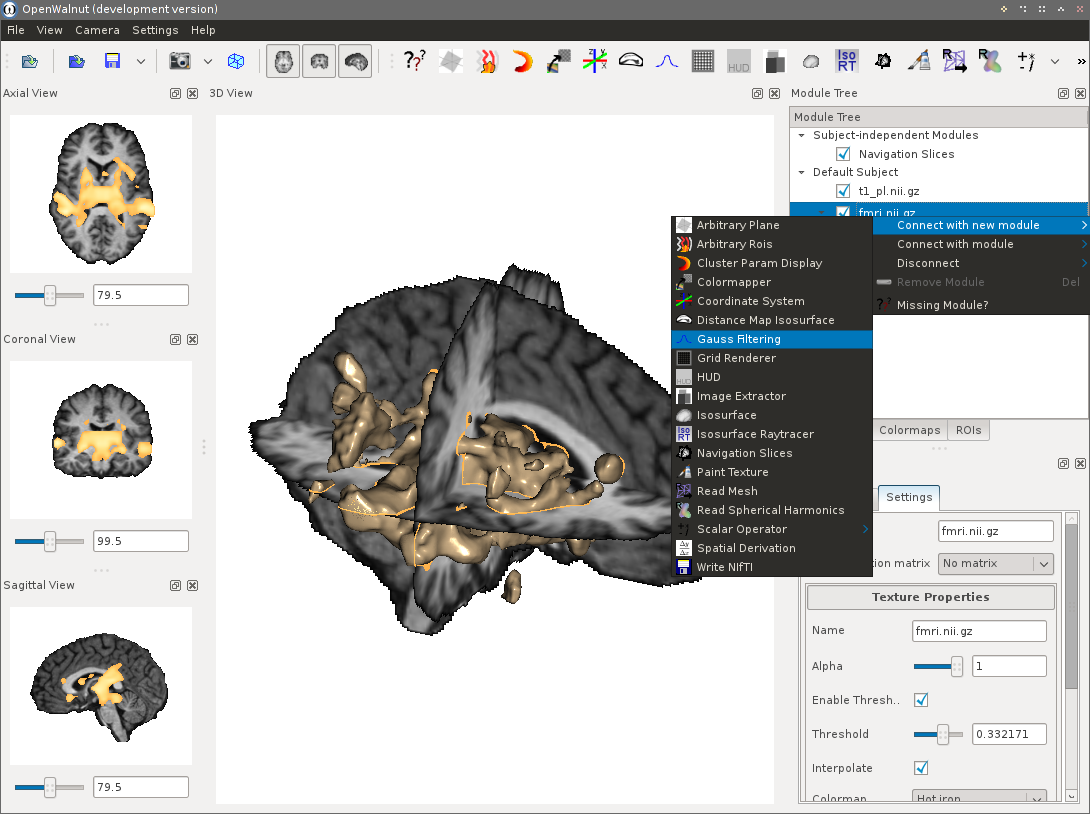 OpenWalnut (development version)
File View Camera Settings Help
?? HUD ISO RT R R +-*/ »
Axial View
3D View
Module Tree
Module Tree
Subject-independent Modules
Navigation Slices
Default Subject
t1_pl.nii.gz
fmri.nii.gz
79.5
Coronal View
99.5
Sagittal View
79.5
Connect with new module
Connect with module
Disconnect
Remove Module Del
Missing Module?
Arbitrary Plane
Arbitrary Rois
Cluster Param Display
Colormapper
Coordinate System
Distance Map Isosurface
Gauss Filtering
Grid Renderer
HUD
Image Extractor
Isosurface
Isosurface Raytracer
Navigation Slices
Paint Texture
Read Mesh
Read Spherical Harmonics
Scalar Operator
Spatial Derivation
Write NIfTI
Colormaps ROIs
Settings
fmri.nii.gz
ion matrix No matrix
Texture Properties
Name fmri.nii.gz
Alpha 1
Enable Thresh..
Threshold 0.332171
Interpolate
Colormap Hot iron